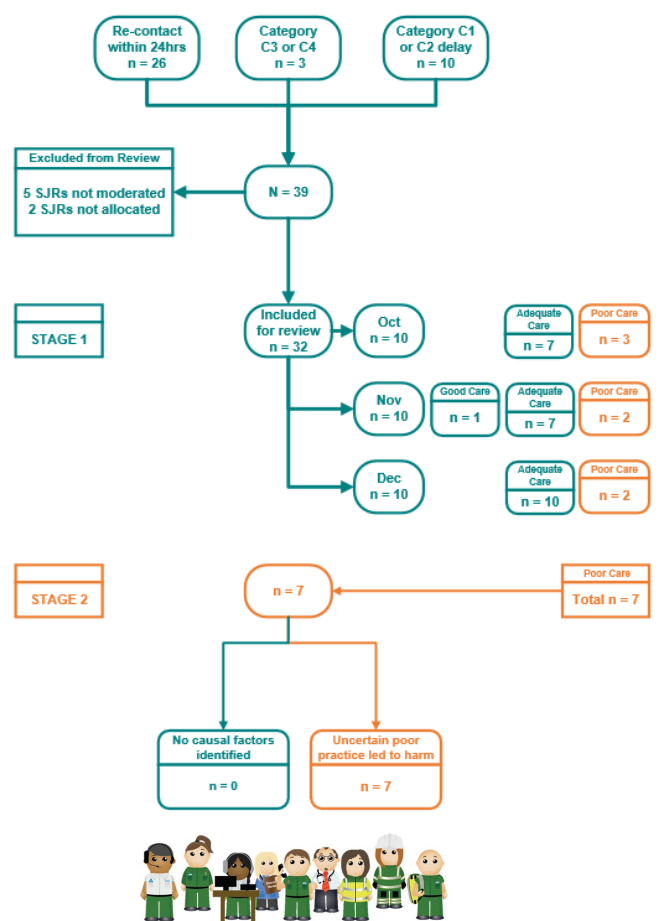 Re-contact
within 24hrs
n = 26
Category
C3 or C4
n = 3
Category C1
or C2 delay
n = 10
Excluded from Review
5 SJRs not moderated
2 SJRs not allocated
N = 39
STAGE 1
Included
for review
n = 32
Oct
n = 10
Adequate
Care
n = 7
Poor Care
n = 3
Nov
n = 10
Good Care
n = 1
Adequate
Care
n = 7
Poor Care
n = 2
Dec
n = 10
Adequate
Care
n = 10
Poor Care
n = 2
STAGE 2
n = 7
Poor Care
Total n = 7
No causal factors
identified
n = 0
Uncertain poor
practice led to harm
n = 7